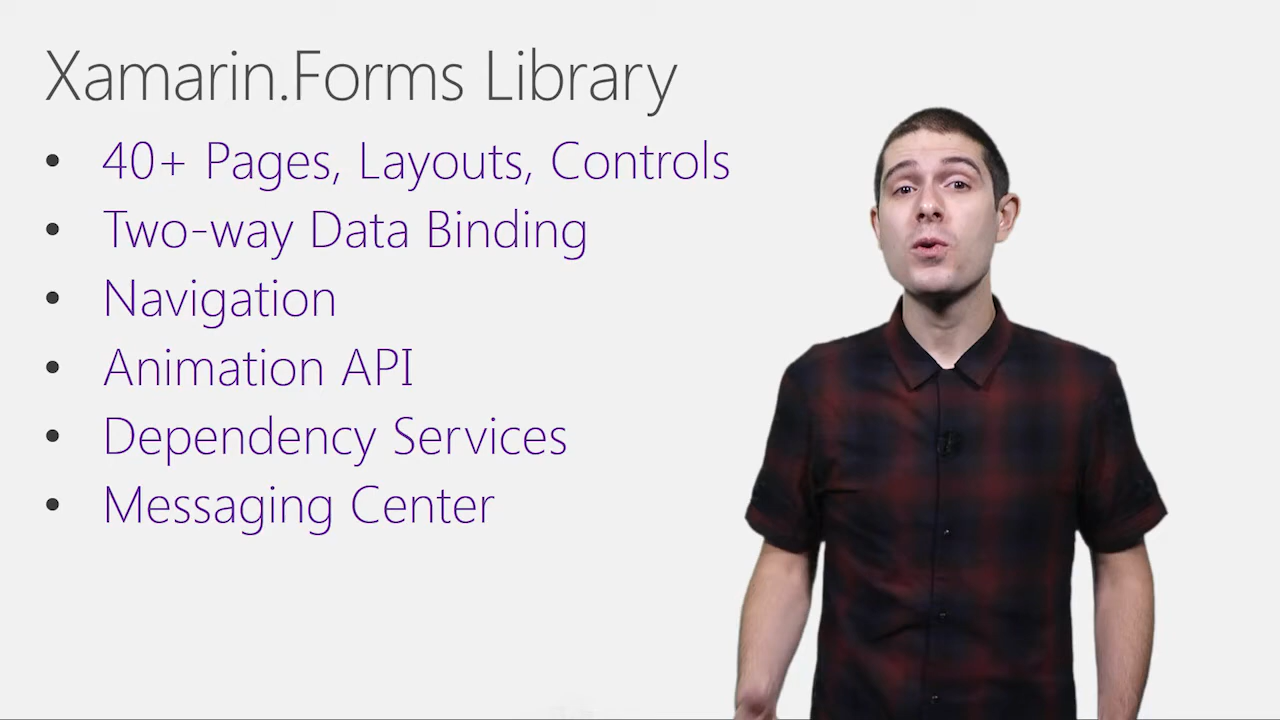 Xamarin.Forms Library
• 40+ Pages, Layouts, Controls
• Two-way Data Binding
• Navigation
• Animation API
• Dependency Services
• Messaging Center